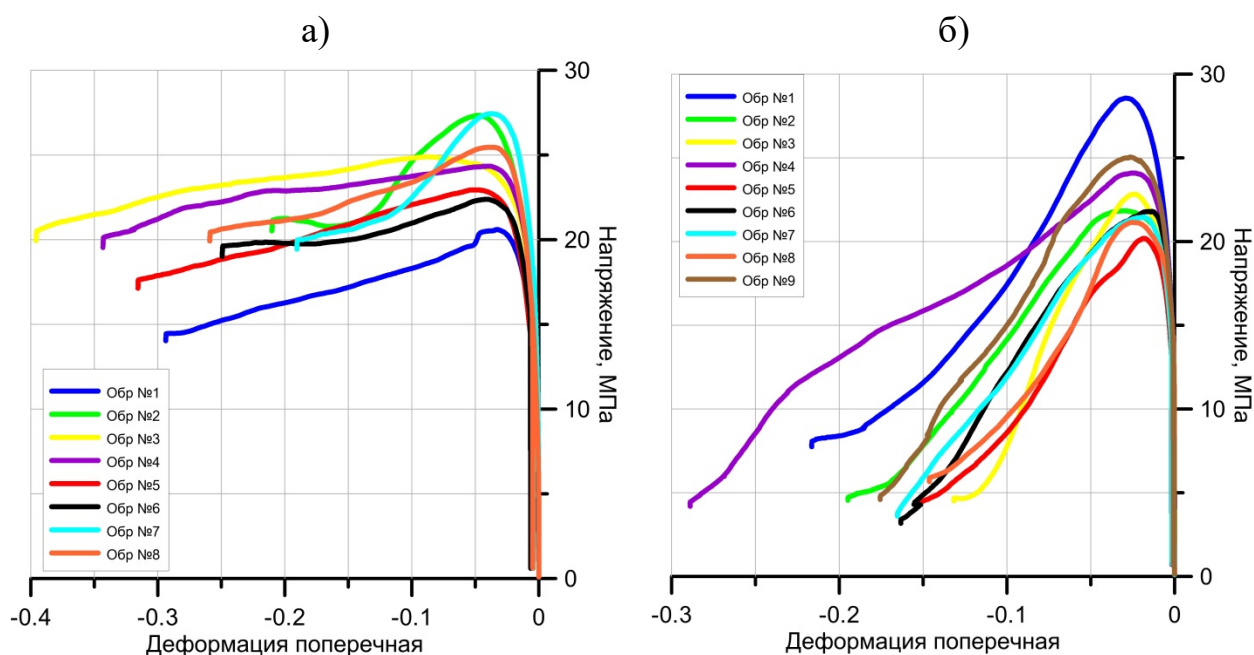 а)
30
20
10
0
Напряжение, МПа
Обр №1
Обр №2
Обр №3
Обр №4
Обр №5
Обр №6
Обр №7
Обр №8
-0.4
-0.3
-0.2
-0.1
0
Деформация поперечная
б)
Обр №1
Обр №2
Обр №3
Обр №4
Обр №5
Обр №6
Обр №7
Обр №8
Обр №9
30
20
10
0
Напряжение, МПа
-0.3
-0.2
-0.1
0
Деформация поперечная